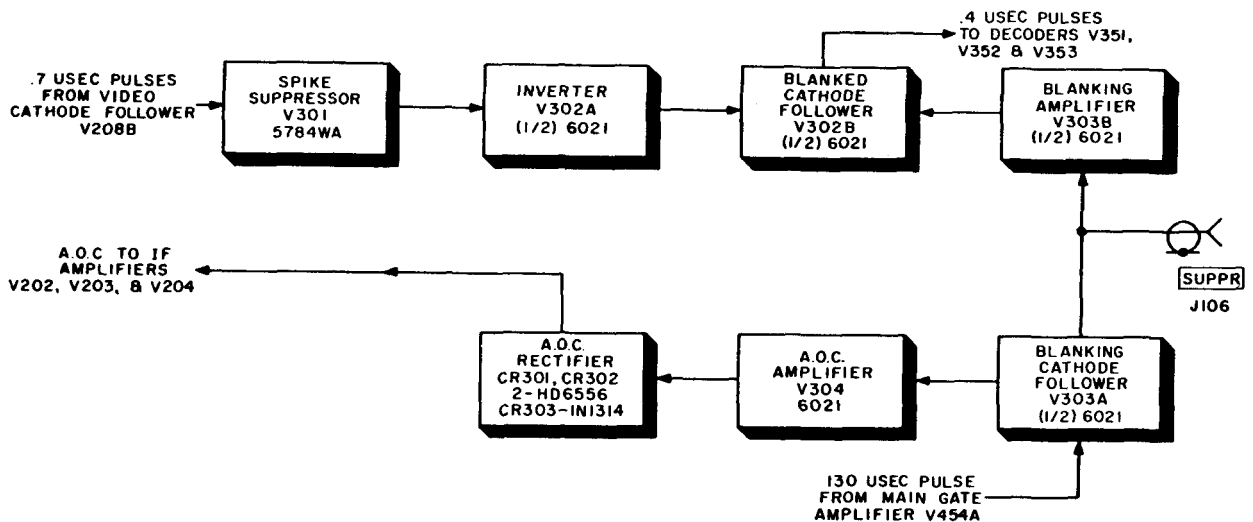 .7 USEC PULSES
FROM VIDEO
CATHODE FOLLOWER
V208B
SPIKE
SUPPRESSOR
V301
5784WA
INVERTER
V302A
(1/2) 6021
BLANKED
CATHODE
FOLLOWER
V302B
(1/2) 6021
.4 USEC PULSES
TO DECODERS V351,
V352 & V353
BLANKING
AMPLIFIER
V303B
(1/2) 6021
A.O.C TO IF
AMPLIFIERS
V202, V203, & V204
SUPPR
J106
A.O.C.
RECTIFIER
CR301, CR302
2-HD6556
CR303-IN1314
A.O.C.
AMPLIFIER
V304
6021
BLANKING
CATHODE
FOLLOWER
V303A
(1/2) 6021
130 USEC PULSE
FROM MAIN GATE
AMPLIFIER V454A